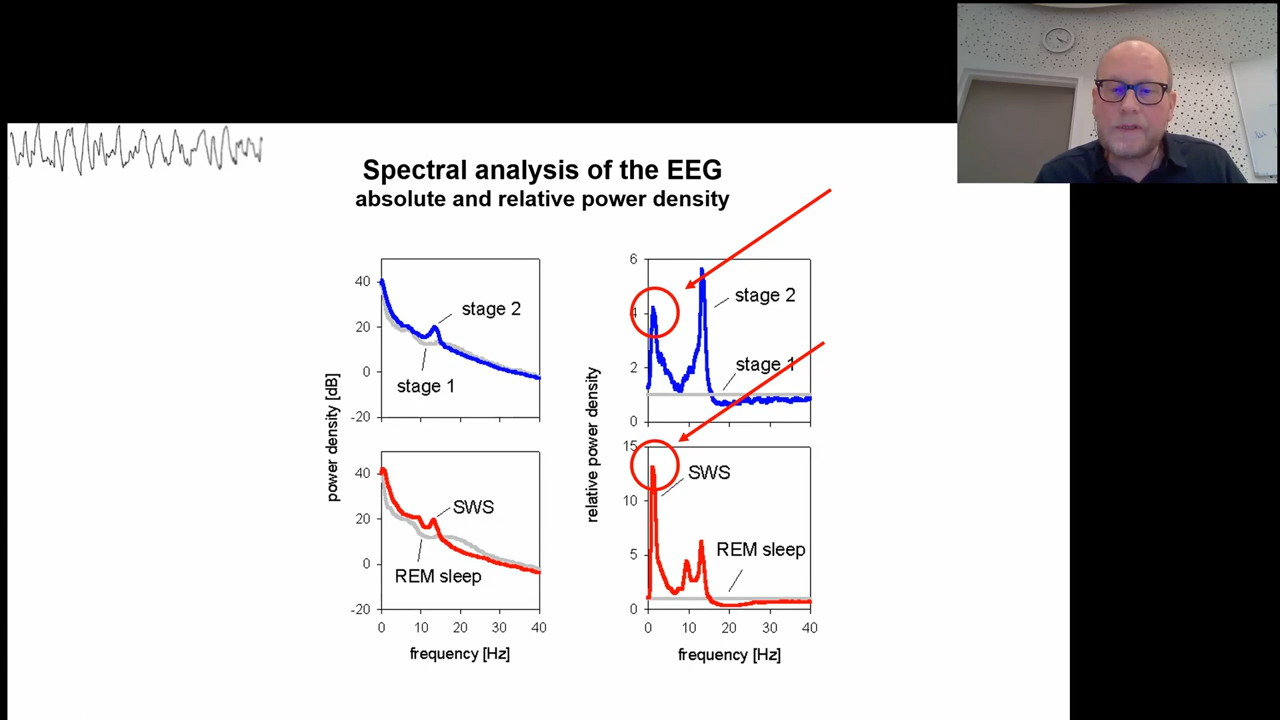 Spectral analysis of the EEG
absolute and relative power density
40
20
0
-20
stage 2
stage 1
6
4
2
0
stage 2
stage 1
power density [dB]
relative power density
40
20
0
-20
SWS
REM sleep
0 10 20 30 40
frequency [Hz]
15
10
5
0
SWS
REM sleep
0 10 20 30 40
frequency [Hz]